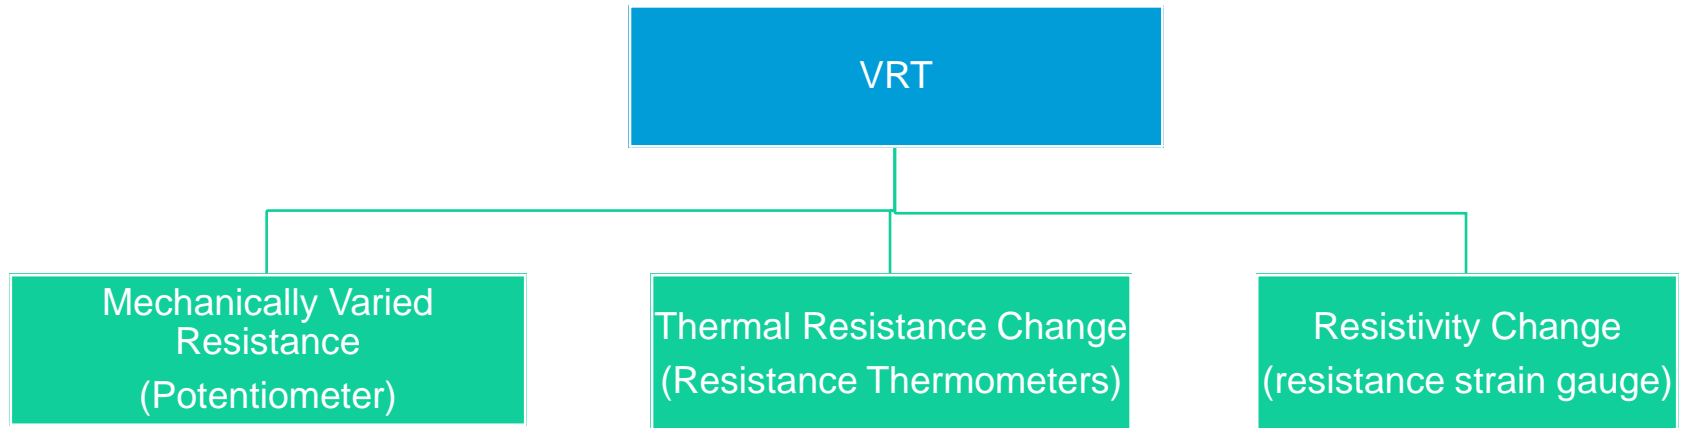 VRT
Mechanically Varied
Resistance
(Potentiometer)
Thermal Resistance Change
(Resistance Thermometers)
Resistivity Change
(resistance strain gauge)